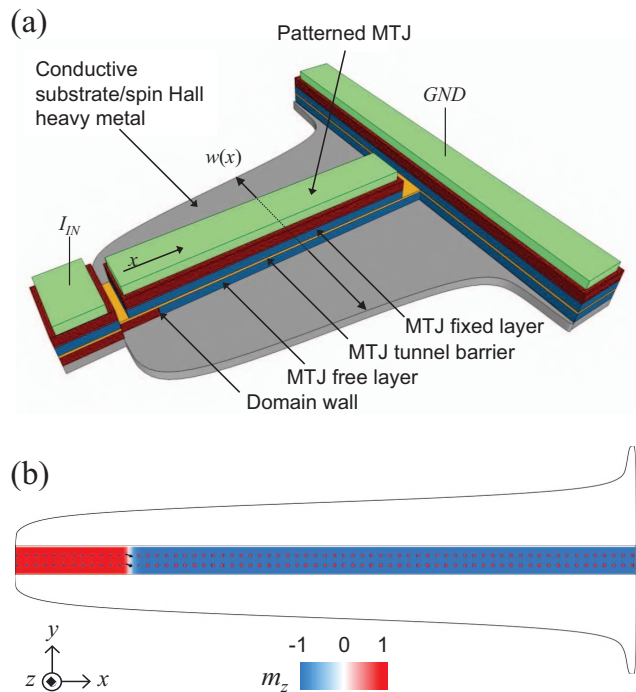 (a)
Patterned MTJ
Conductive
substrate/spin Hall
heavy metal
GND
w(x)
I_IN
x
MTJ fixed layer
MTJ tunnel barrier
MTJ free layer
Domain wall
(b)
y
z
x
-1 0 1
m_z